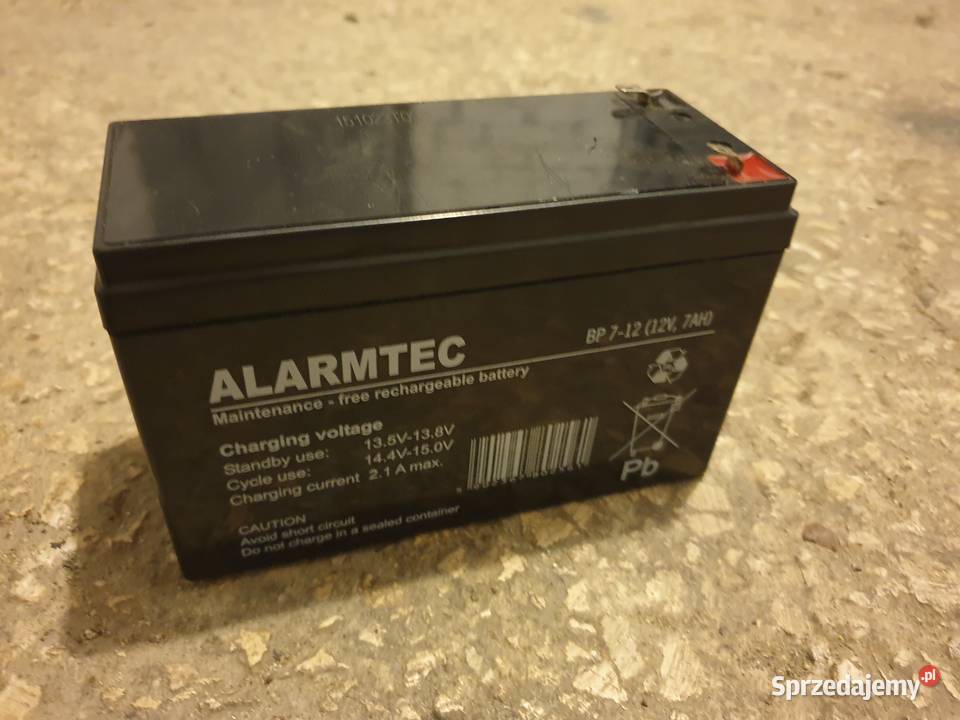 ALARMTEC
BP 7-12 (12V, 7AH)
Maintenance - free rechargeable battery
Charging voltage
Standby use: 13.5V-13.8V
Cycle use: 14.4V-15.0V
Charging current 2.1 A max.
CAUTION
Avoid short circuit
Do not charge in a sealed container
Pb
Sprzedajemy.pl